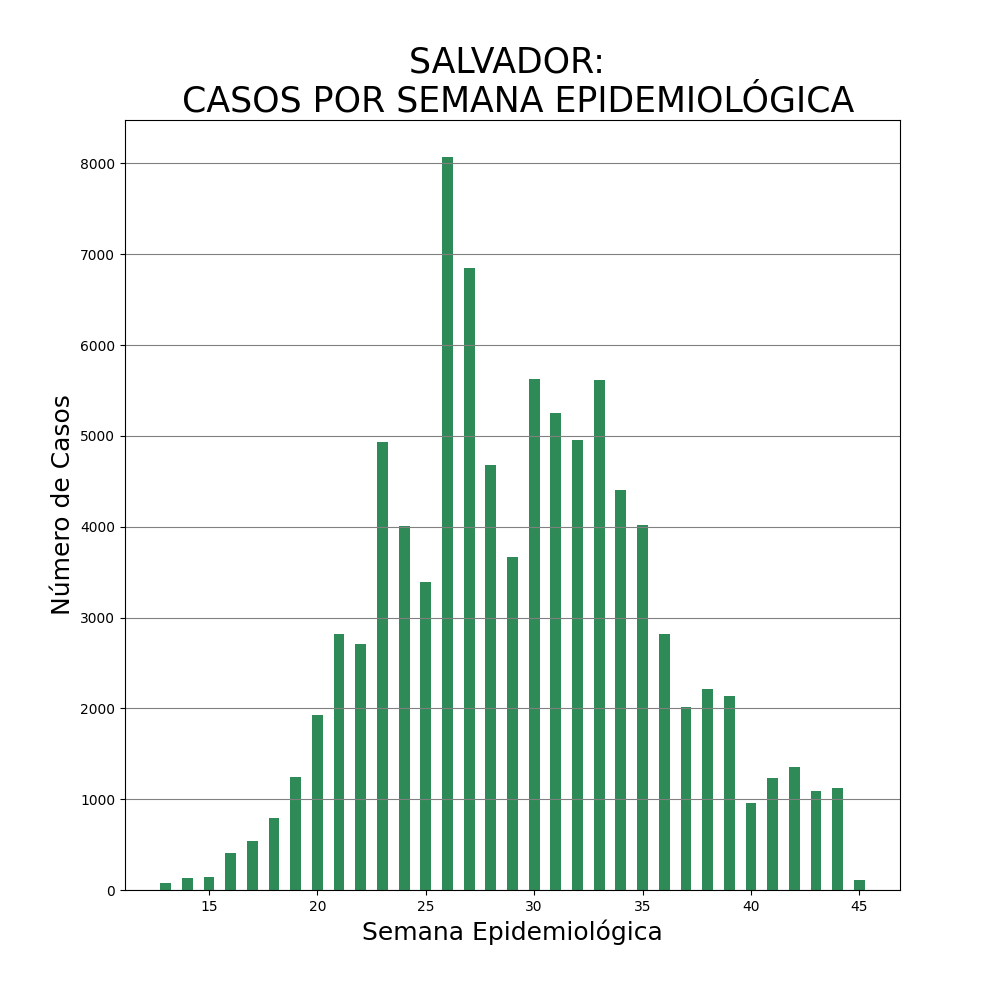 SALVADOR:
CASOS POR SEMANA EPIDEMIOLÓGICA
8000
7000
6000
5000
4000
3000
2000
1000
0
Número de Casos
15 20 25 30 35 40 45
Semana Epidemiológica